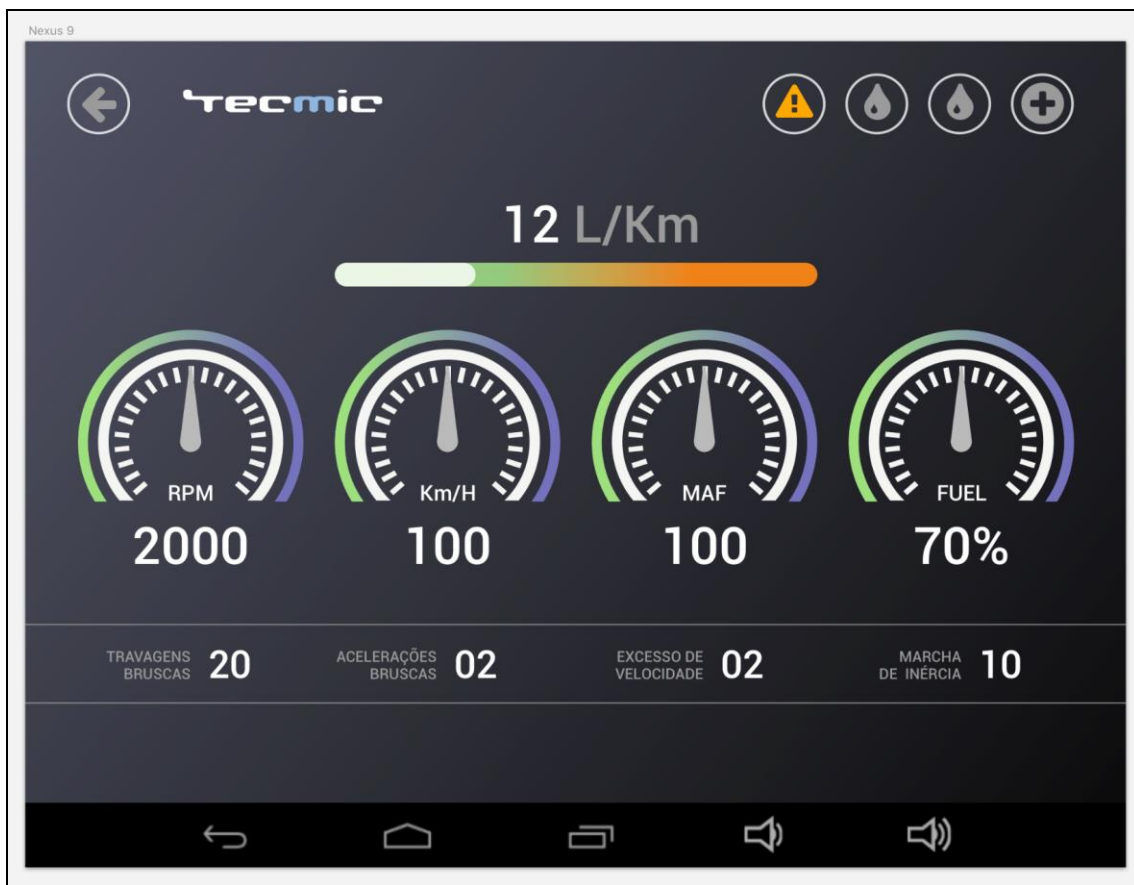 Nexus 9
Tecmic
12 L/Km
RPM
Km/H
MAF
FUEL
2000
100
100
70%
TRAVAGENS
BRUSCAS
20
ACELERAÇÕES
BRUSCAS
02
EXCESSO DE
VELOCIDADE
02
MARCHA
DE INÉRCIA
10